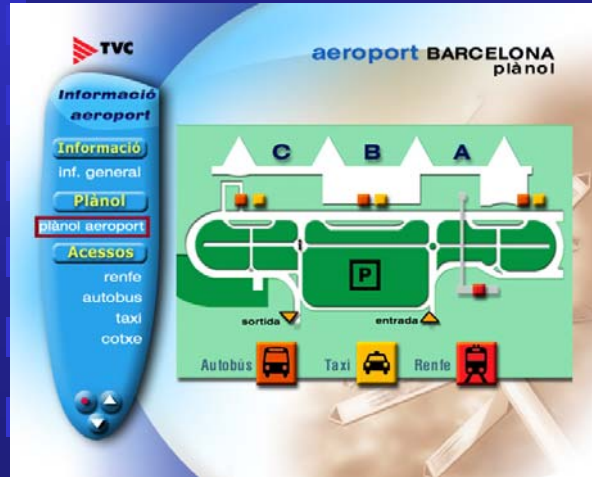 TVC
aeroport BARCELONA
plànol
Informació
aeroport
Informació
inf. general
Plànol
plànol aeroport
Acessos
renfe
autobus
taxi
cotxe
C B A
P
sortida
entrada
Autobús Taxi Renfe